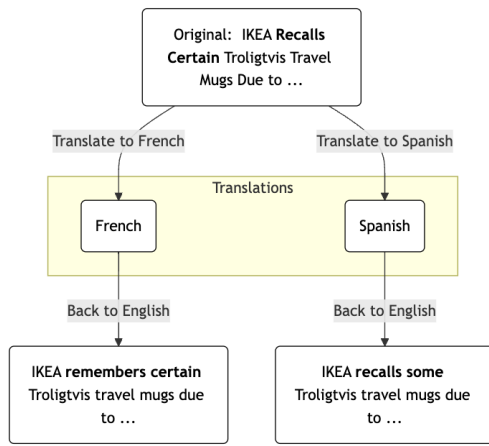 Original: IKEA Recalls
Certain Troligtvis Travel
Mugs Due to ...
Translate to French
Translate to Spanish
Translations
French
Spanish
Back to English
Back to English
IKEA remembers certain
Troligtvis travel mugs due
to ...
IKEA recalls some
Troligtvis travel mugs due
to ...